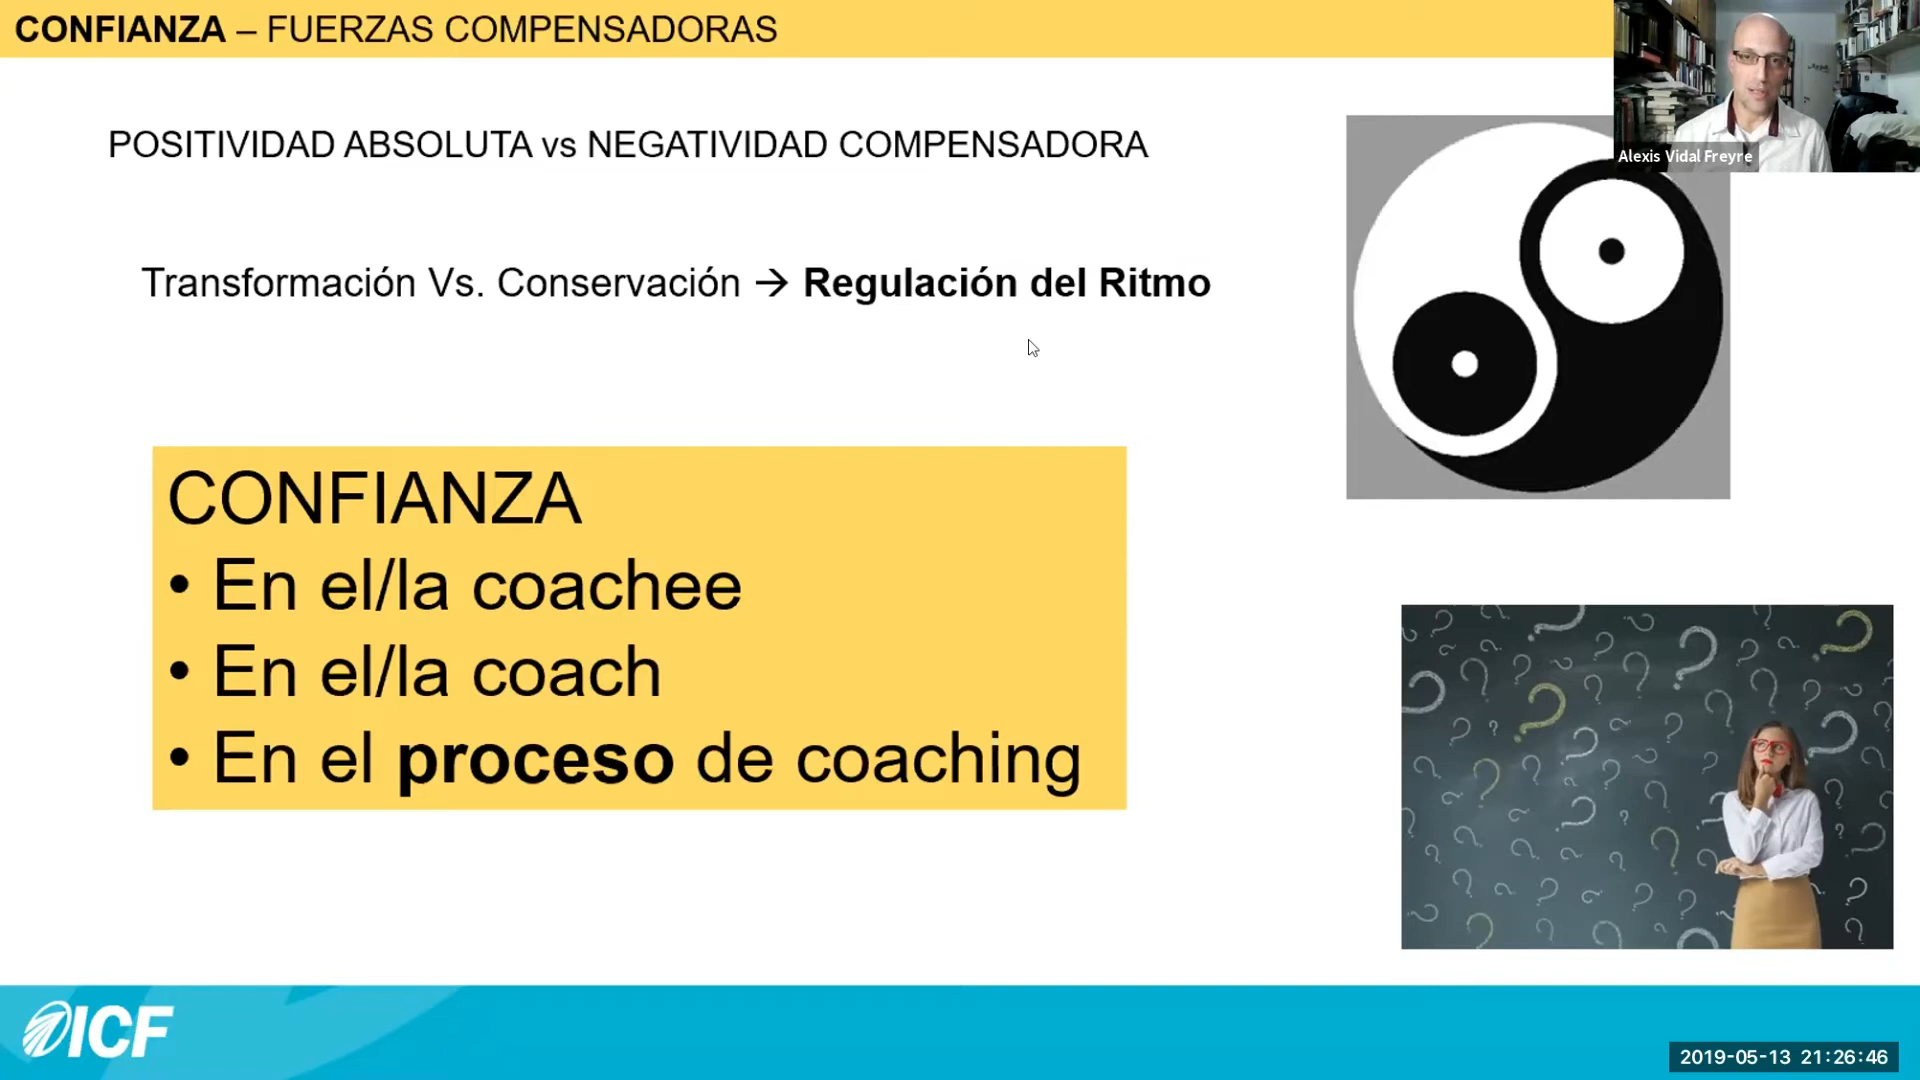 CONFIANZA – FUERZAS COMPENSADORAS
Alexis Vidal Freyre
POSITIVIDAD ABSOLUTA vs NEGATIVIDAD COMPENSADORA
Transformación Vs. Conservación → Regulación del Ritmo
CONFIANZA
• En el/la coachee
• En el/la coach
• En el proceso de coaching
ICF
2019-05-13 21:26:46